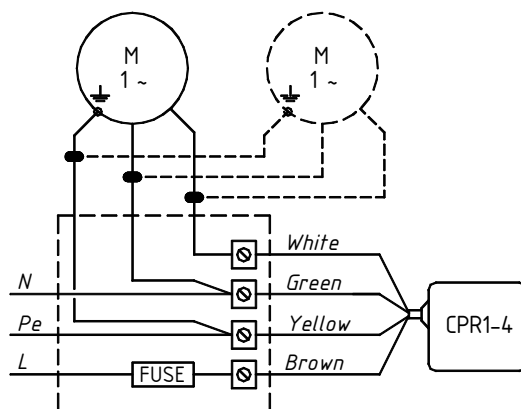 M
1 ~
M
1 ~
White
N
Green
Pe
Yellow
L
FUSE
Brown
CPR1-4